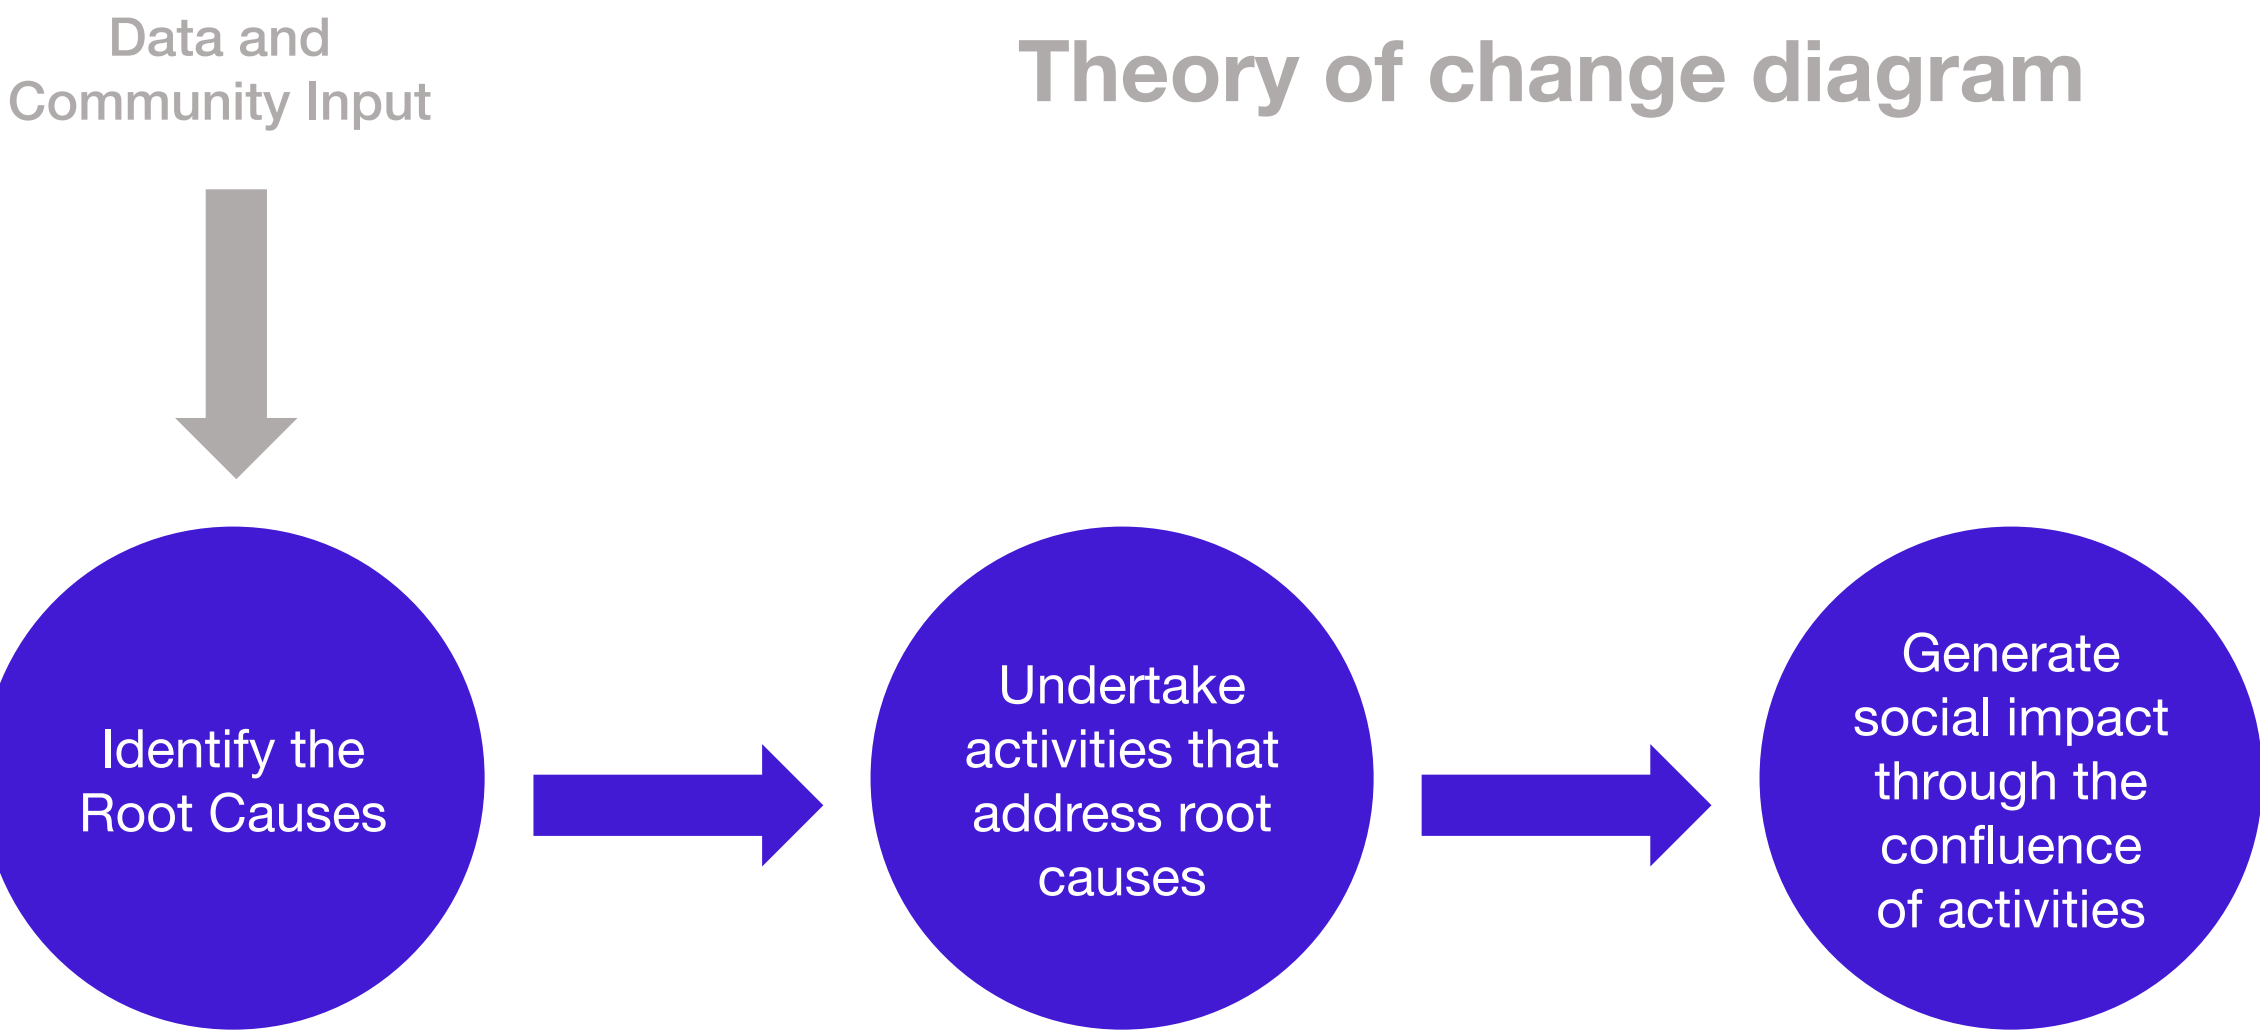 Data and
Community Input
Theory of change diagram
Identify the
Root Causes
Undertake
activities that
address root
causes
Generate
social impact
through the
confluence
of activities